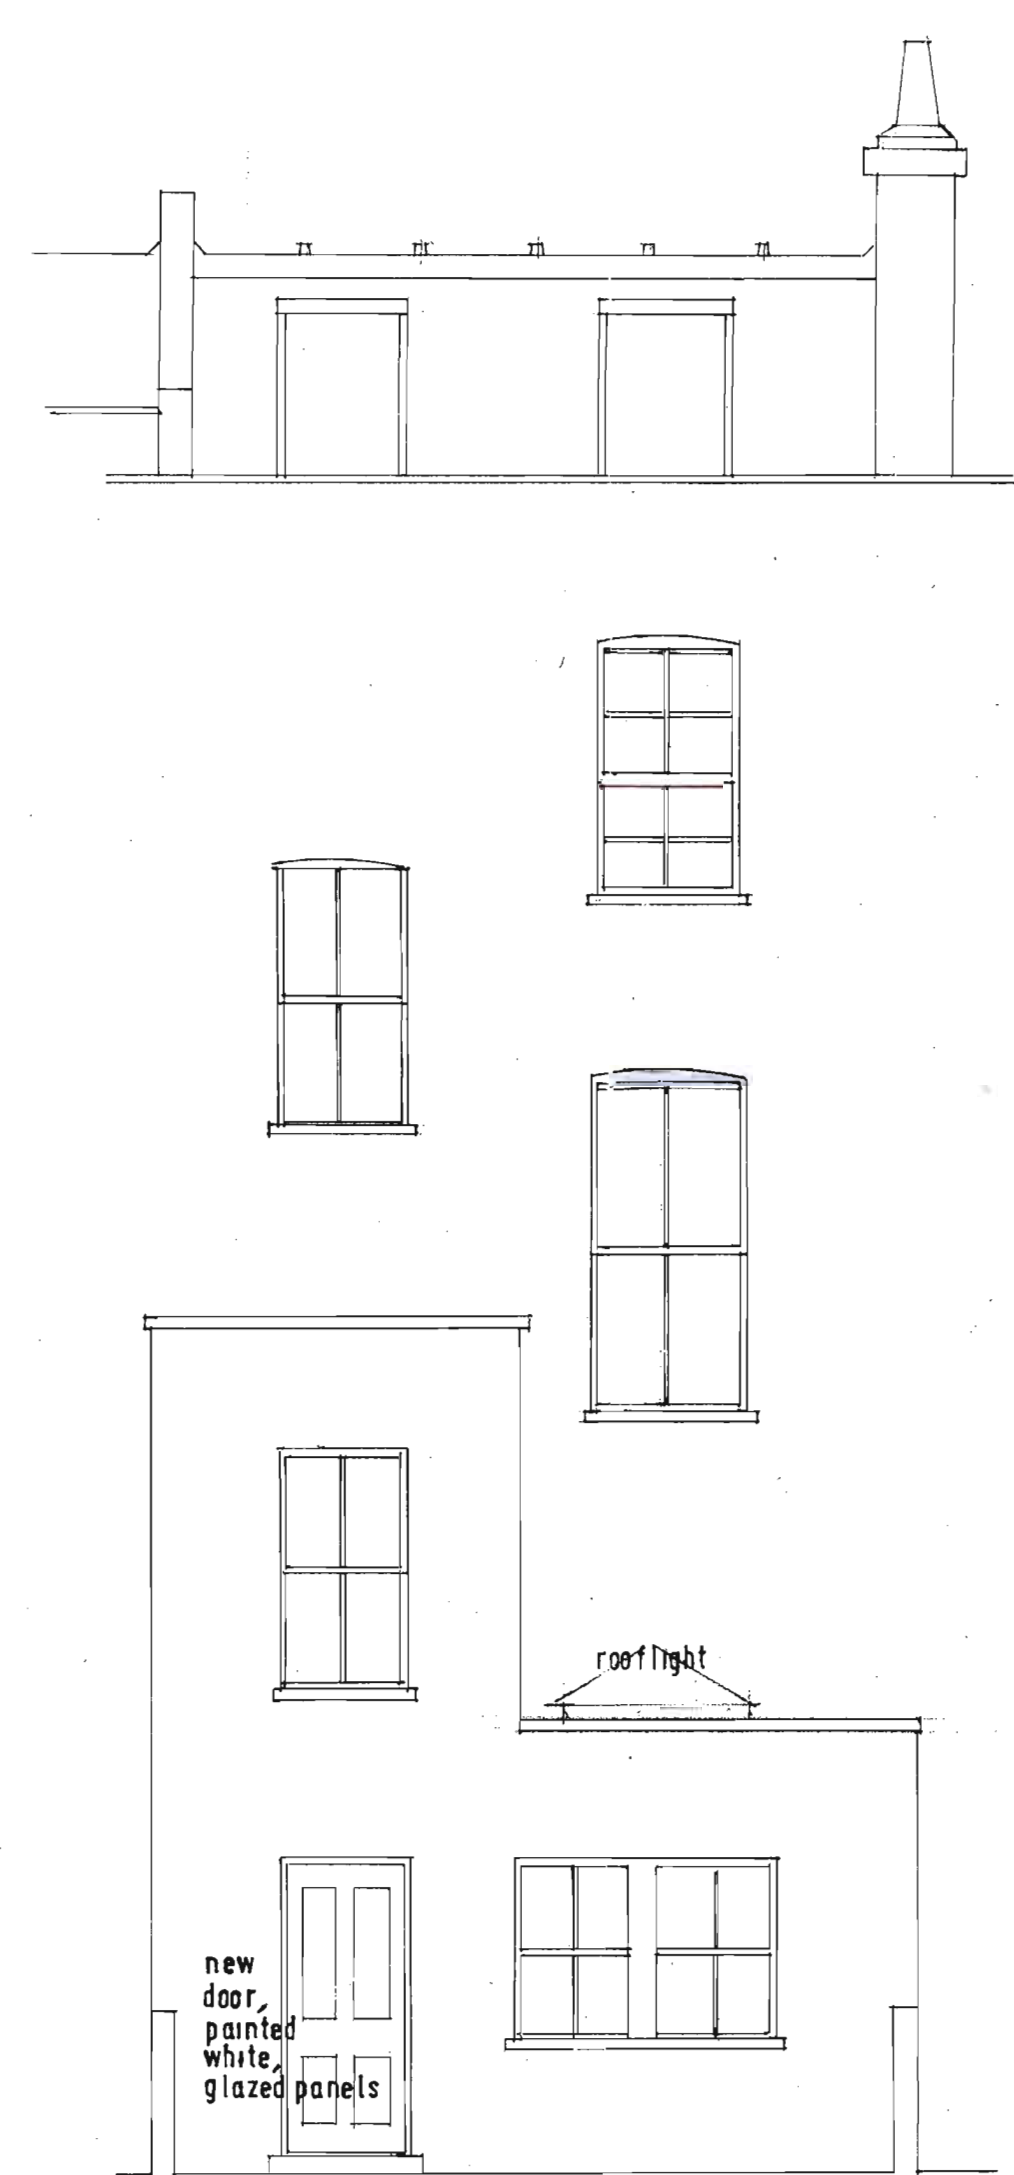 rooflight
new
door,
painted
white,
glazed panels